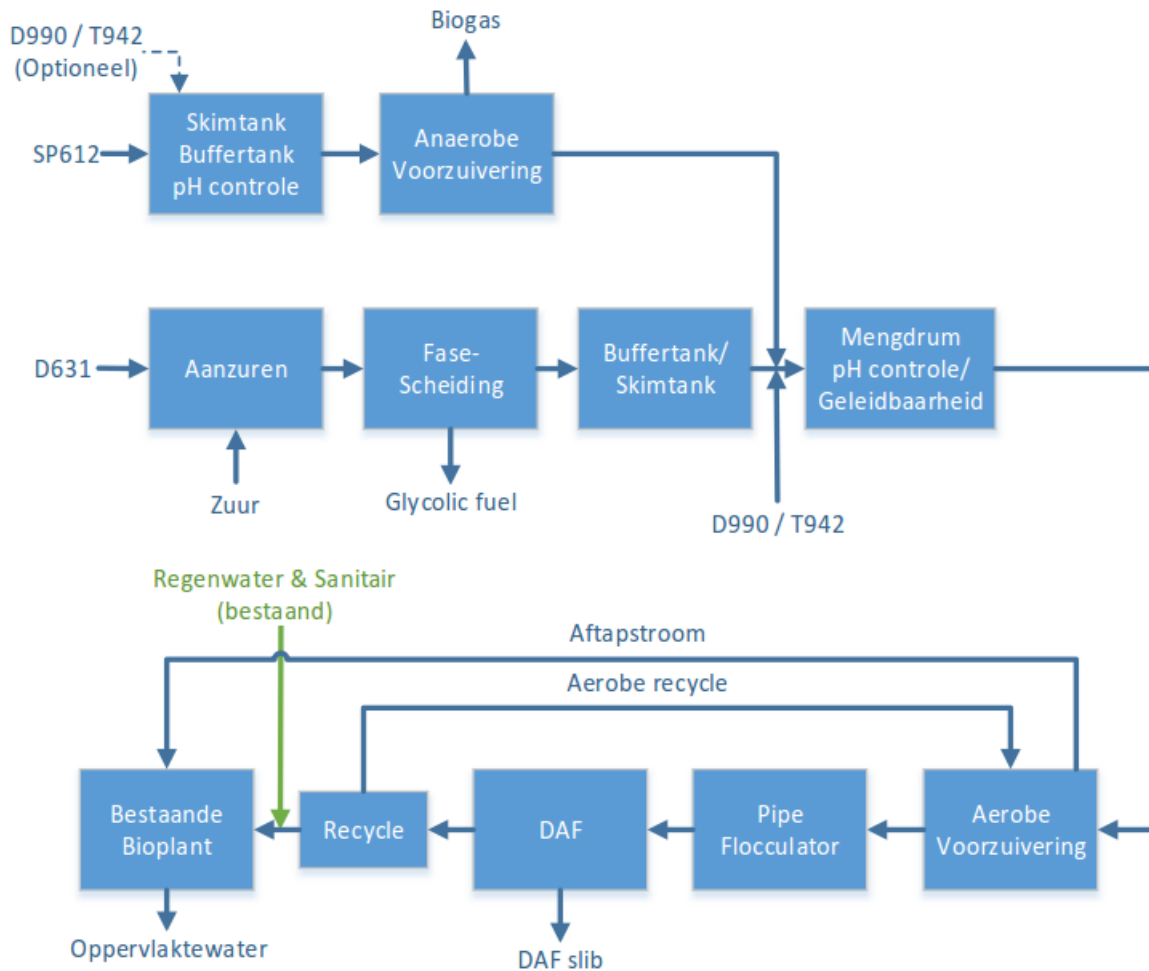 Biogas
D990 / T942
(Optioneel)
Skimtank
Buffertank
pH controle
Anaerobe
Voorzuivering
SP612
D631
Aanzuren
Fase-
Scheiding
Buffertank/
Skimtank
Mengdrum
pH controle/
Geleidbaarheid
Zuur
Glycolic fuel
D990 / T942
Regenwater & Sanitair
(bestaand)
Aftapstroom
Aerobe recycle
Bestaande
Bioplant
Recycle
DAF
Pipe
Flocculator
Aerobe
Voorzuivering
Oppervlaktewater
DAF slib